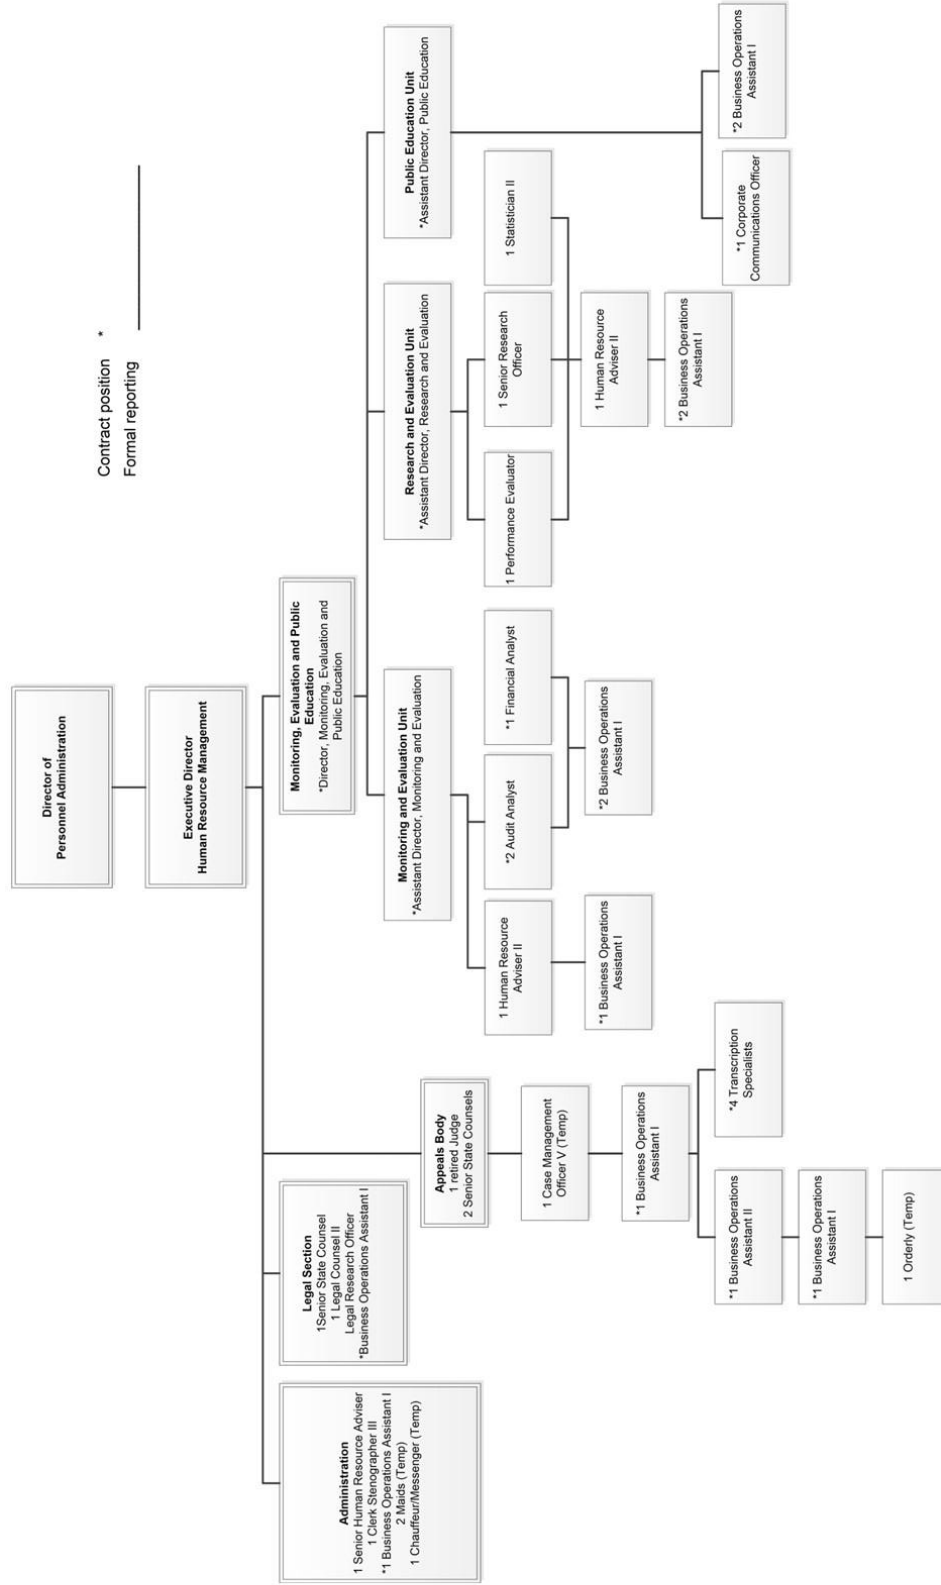 Director of
Personnel Administration
Executive Director
Human Resource Management
Contract position *
Formal reporting
Administration
1 Senior Human Resource Adviser
1 Clerk Stenographer III
*1 Business Operations Assistant I
2 Maids (Temp)
1 Chauffeur/Messenger (Temp)
Legal Section
1Senior State Counsel
1 Legal Counsel II
Legal Research Officer
*Business Operations Assistant I
Appeals Body
1 retired Judge
2 Senior State Counsels
1 Case Management
Officer V (Temp)
*1 Business Operations
Assistant I
*1 Business Operations
Assistant II
*4 Transcription
Specialists
*1 Business Operations
Assistant I
1 Orderly (Temp)
Monitoring, Evaluation and Public
Education
*Director, Monitoring, Evaluation and
Public Education
Monitoring and Evaluation Unit
*Assistant Director, Monitoring and Evaluation
1 Human Resource
Adviser II
*2 Audit Analyst
*1 Financial Analyst
*1 Business Operations
Assistant I
*2 Business Operations
Assistant I
Research and Evaluation Unit
*Assistant Director, Research and Evaluation
1 Performance Evaluator
1 Senior Research
Officer
1 Statistician II
1 Human Resource
Adviser II
*2 Business Operations
Assistant I
Public Education Unit
*Assistant Director, Public Education
*1 Corporate
Communications Officer
*2 Business Operations
Assistant I